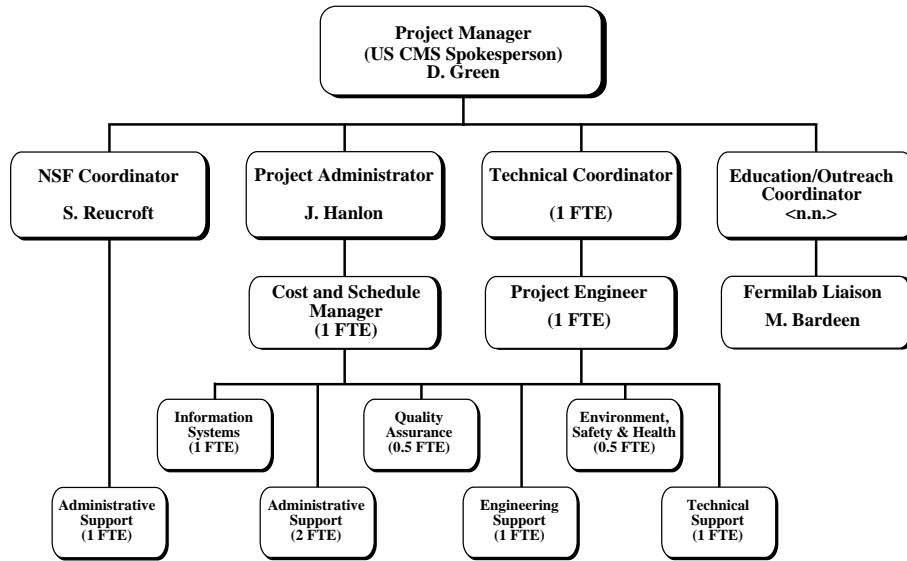 Project Manager
(US CMS Spokesperson)
D. Green
NSF Coordinator
S. Reucroft
Project Administrator
J. Hanlon
Technical Coordinator
(1 FTE)
Education/Outreach
Coordinator
<n.n.>
Cost and Schedule
Manager
(1 FTE)
Project Engineer
(1 FTE)
Fermilab Liaison
M. Bardeen
Information
Systems
(1 FTE)
Quality
Assurance
(0.5 FTE)
Environment,
Safety & Health
(0.5 FTE)
Administrative
Support
(1 FTE)
Administrative
Support
(2 FTE)
Engineering
Support
(1 FTE)
Technical
Support
(1 FTE)